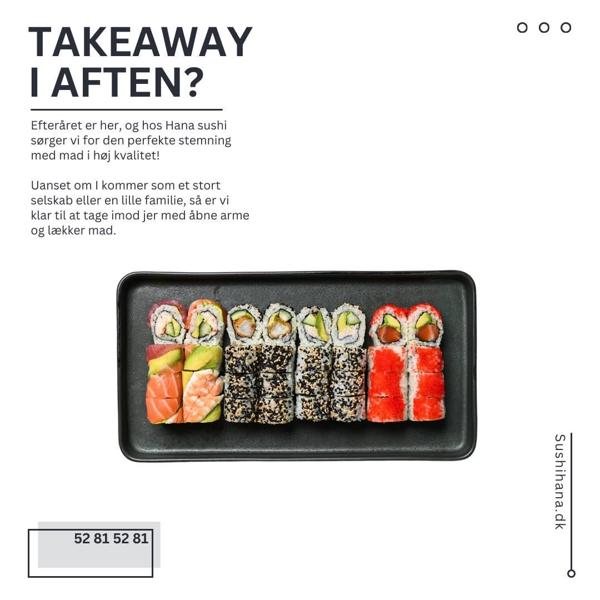 TAKEAWAY
I AFTEN?
Efteråret er her, og hos Hana sushi
sørger vi for den perfekte stemning
med mad i høj kvalitet!
Uanset om I kommer som et stort
selskab eller en lille familie, så er vi
klar til at tage imod jer med åbne arme
og lækker mad.
Sushihana.dk
52 81 52 81